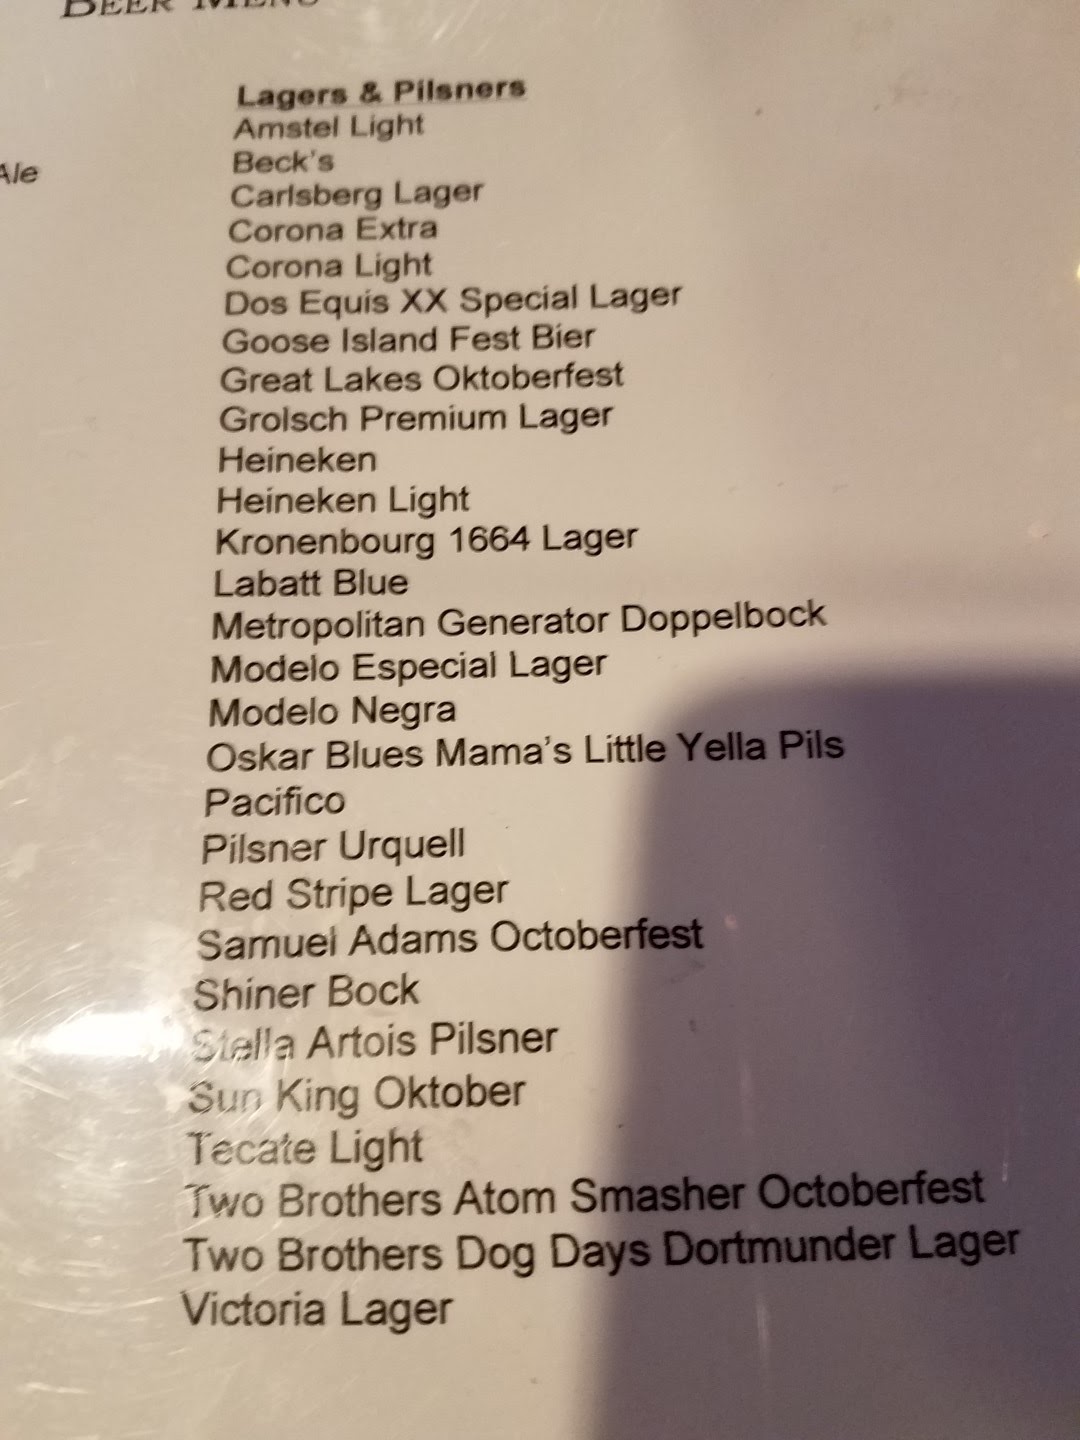 BEER MENU
Ale
Lagers & Pilsners
Amstel Light
Beck's
Carlsberg Lager
Corona Extra
Corona Light
Dos Equis XX Special Lager
Goose Island Fest Bier
Great Lakes Oktoberfest
Grolsch Premium Lager
Heineken
Heineken Light
Kronenbourg 1664 Lager
Labatt Blue
Metropolitan Generator Doppelbock
Modelo Especial Lager
Modelo Negra
Oskar Blues Mama's Little Yella Pils
Pacifico
Pilsner Urquell
Red Stripe Lager
Samuel Adams Octoberfest
Shiner Bock
Stella Artois Pilsner
Sun King Oktober
Tecate Light
Two Brothers Atom Smasher Octoberfest
Two Brothers Dog Days Dortmunder Lager
Victoria Lager